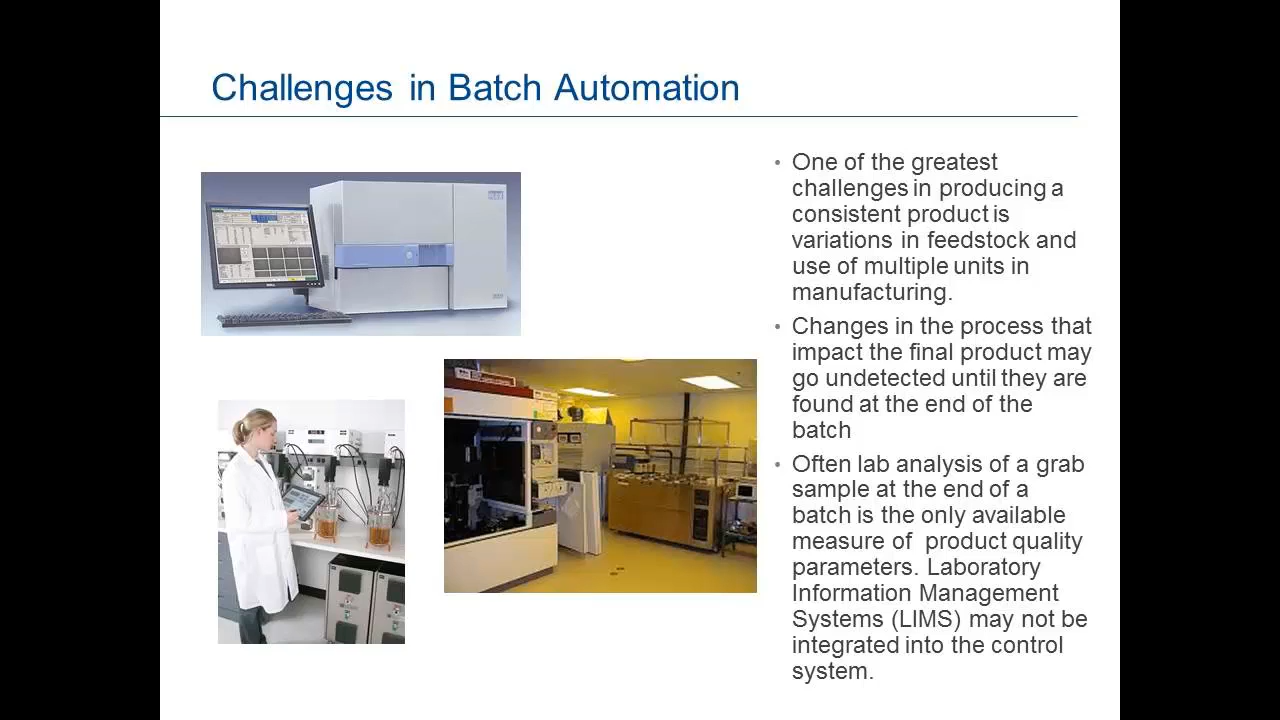 Challenges in Batch Automation
• One of the greatest
challenges in producing a
consistent product is
variations in feedstock and
use of multiple units in
manufacturing.
• Changes in the process that
impact the final product may
go undetected until they are
found at the end of the
batch
• Often lab analysis of a grab
sample at the end of a
batch is the only available
measure of  product quality
parameters. Laboratory
Information Management
Systems (LIMS) may not be
integrated into the control
system.